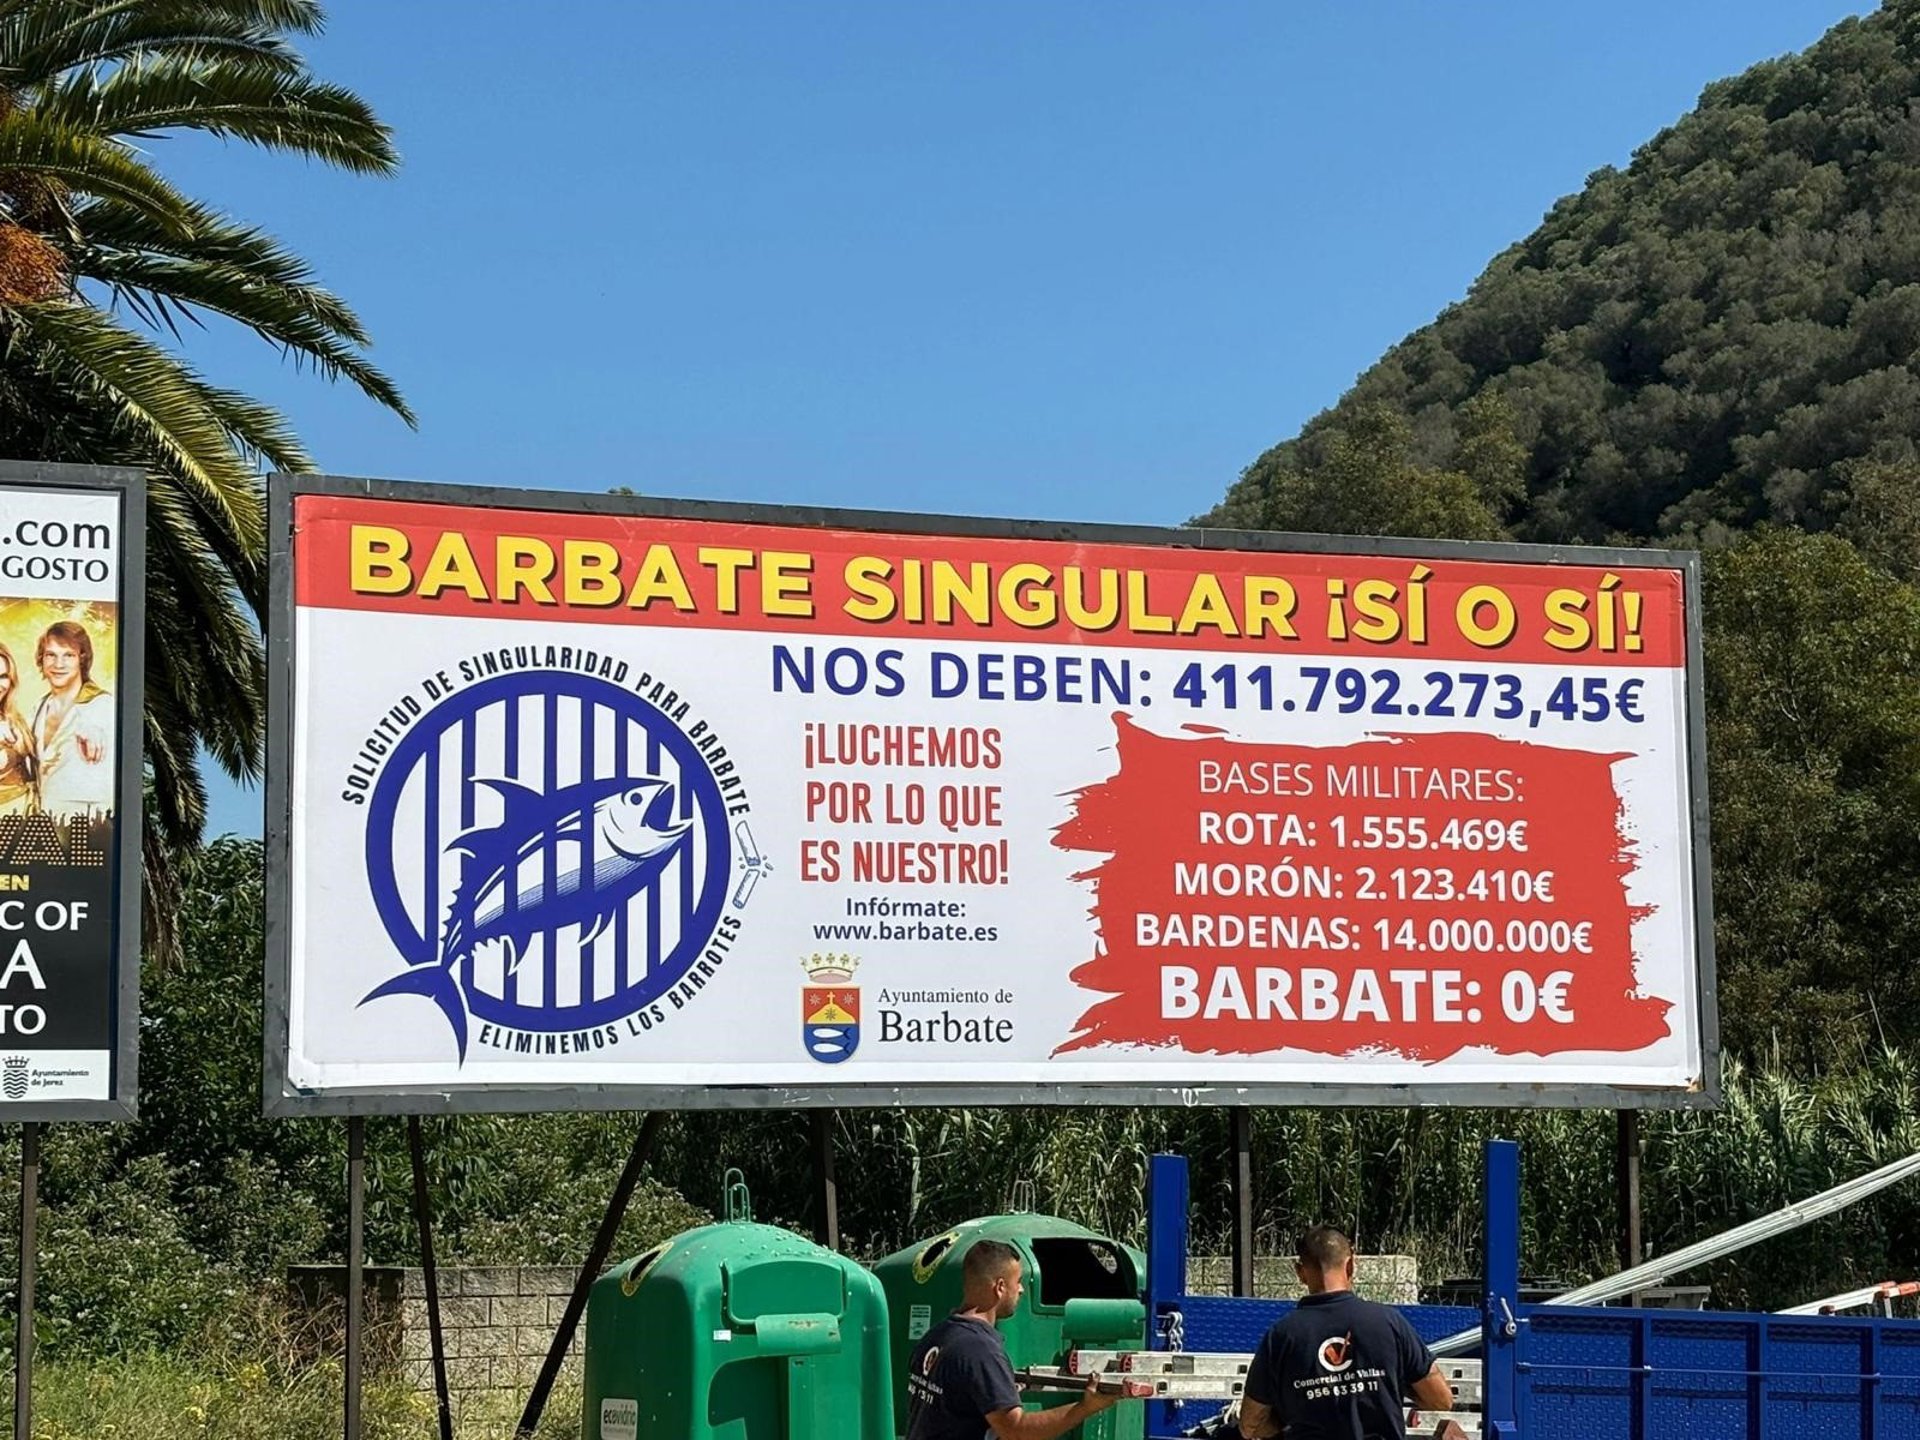 .com
GOSTO
VAL
EN
C OF
A
TO
Ayuntamiento
de Jerez
BARBATE SINGULAR ¡SÍ O SÍ!
SOLICITUD DE SINGULARIDAD PARA BARBATE
ELIMINEMOS LOS BARROTES
NOS DEBEN: 411.792.273,45€
¡LUCHEMOS
POR LO QUE
ES NUESTRO!
Infórmate:
www.barbate.es
Ayuntamiento de
Barbate
BASES MILITARES:
ROTA: 1.555.469€
MORÓN: 2.123.410€
BARDENAS: 14.000.000€
BARBATE: 0€
ecovidrio
Comercial de Vallas
956 63 39 11